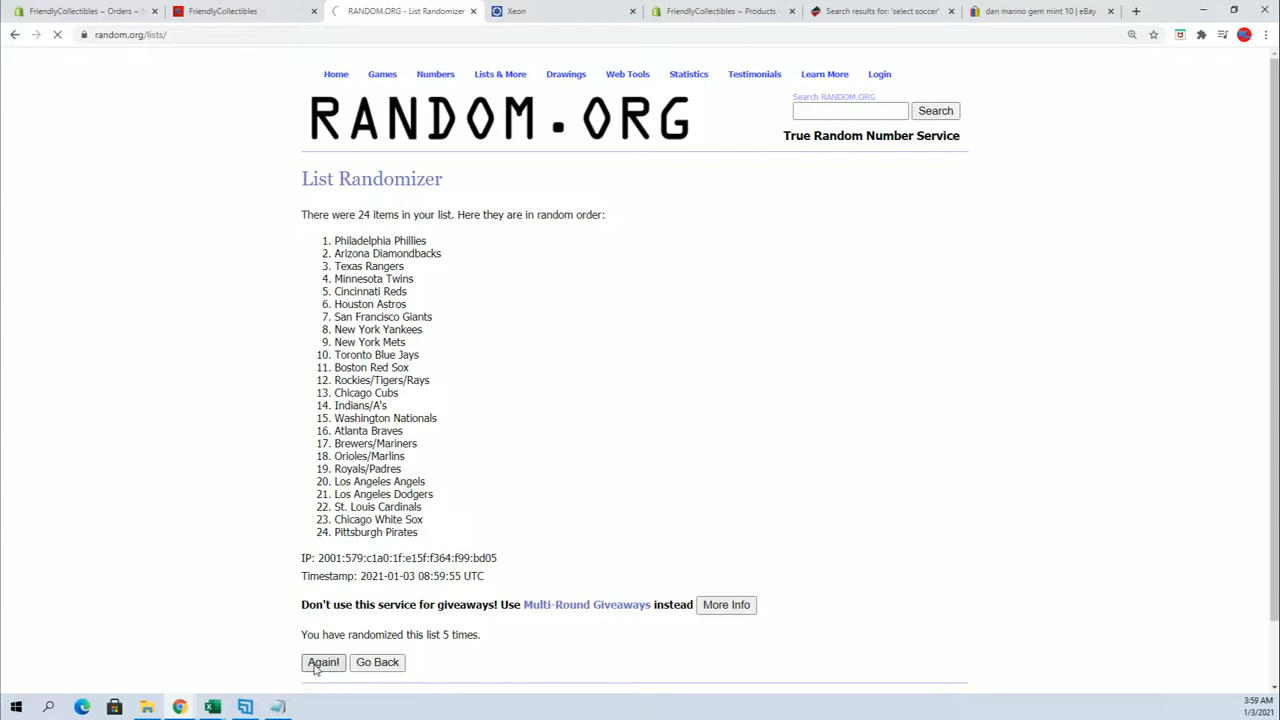 FriendlyCollectibles ~ Orders ~ S
FriendlyCollectibles
RANDOM.ORG - List Randomizer
Xeon
FriendlyCollectibles ~ Products ~
Search results for: 'select soccer'
dan marino gem mint 10 | eBay
random.org/lists/
Home Games Numbers Lists & More Drawings Web Tools Statistics Testimonials Learn More Login
RANDOM.ORG
Search RANDOM.ORG
Search
True Random Number Service
List Randomizer
There were 24 items in your list. Here they are in random order:
1. Philadelphia Phillies
2. Arizona Diamondbacks
3. Texas Rangers
4. Minnesota Twins
5. Cincinnati Reds
6. Houston Astros
7. San Francisco Giants
8. New York Yankees
9. New York Mets
10. Toronto Blue Jays
11. Boston Red Sox
12. Rockies/Tigers/Rays
13. Chicago Cubs
14. Indians/A's
15. Washington Nationals
16. Atlanta Braves
17. Brewers/Mariners
18. Orioles/Marlins
19. Royals/Padres
20. Los Angeles Angels
21. Los Angeles Dodgers
22. St. Louis Cardinals
23. Chicago White Sox
24. Pittsburgh Pirates
IP: 2001:579:c1a0:1f:e15f:f364:f99:bd05
Timestamp: 2021-01-03 08:59:55 UTC
Don't use this service for giveaways! Use Multi-Round Giveaways instead More Info
You have randomized this list 5 times.
Again! Go Back
3:59 AM
1/3/2021